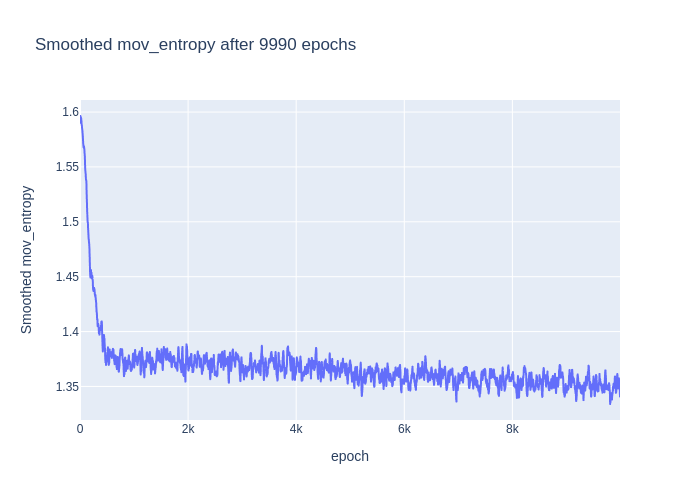 Smoothed mov_entropy after 9990 epochs
1.6
1.55
1.5
1.45
1.4
1.35
Smoothed mov_entropy
0
2k
4k
6k
8k
epoch